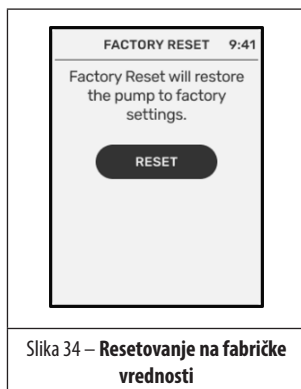 FACTORY RESET 9:41
Factory Reset will restore
the pump to factory
settings.
RESET
Slika 34 – Resetovanje na fabričke
vrednosti